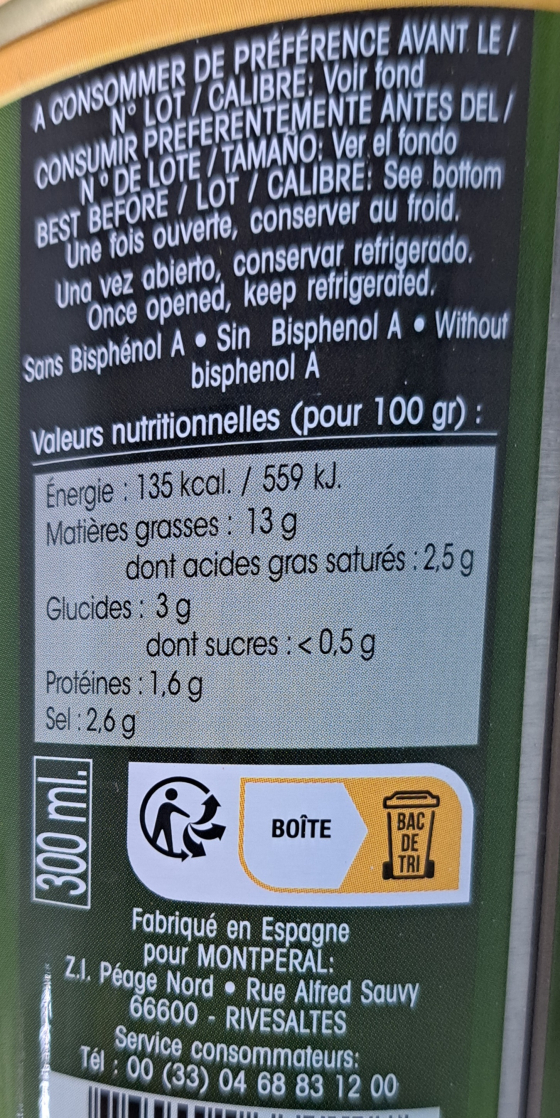 A CONSOMMER DE PRÉFÉRENCE AVANT LE /
N° LOT / CALIBRE: Voir fond
CONSUMIR PREFERENTEMENTE ANTES DEL /
N° DE LOTE / TAMAÑO: Ver el fondo
BEST BEFORE / LOT / CALIBRE: See bottom
Une fois ouverte, conserver au froid.
Una vez abierto, conservar refrigerado.
Once opened, keep refrigerated.
Sans Bisphénol A • Sin Bisphenol A • Without
bisphenol A
Valeurs nutritionnelles (pour 100 gr) :
Énergie : 135 kcal. / 559 kJ.
Matières grasses : 13 g
dont acides gras saturés : 2,5 g
Glucides : 3 g
dont sucres : < 0,5 g
Protéines : 1,6 g
Sel : 2,6 g
300 ml.
BOÎTE
BAC
DE
TRI
Fabriqué en Espagne
pour MONTPERAL:
Z.I. Péage Nord • Rue Alfred Sauvy
66600 - RIVESALTES
Service consommateurs:
Tél : 00 (33) 04 68 83 12 00